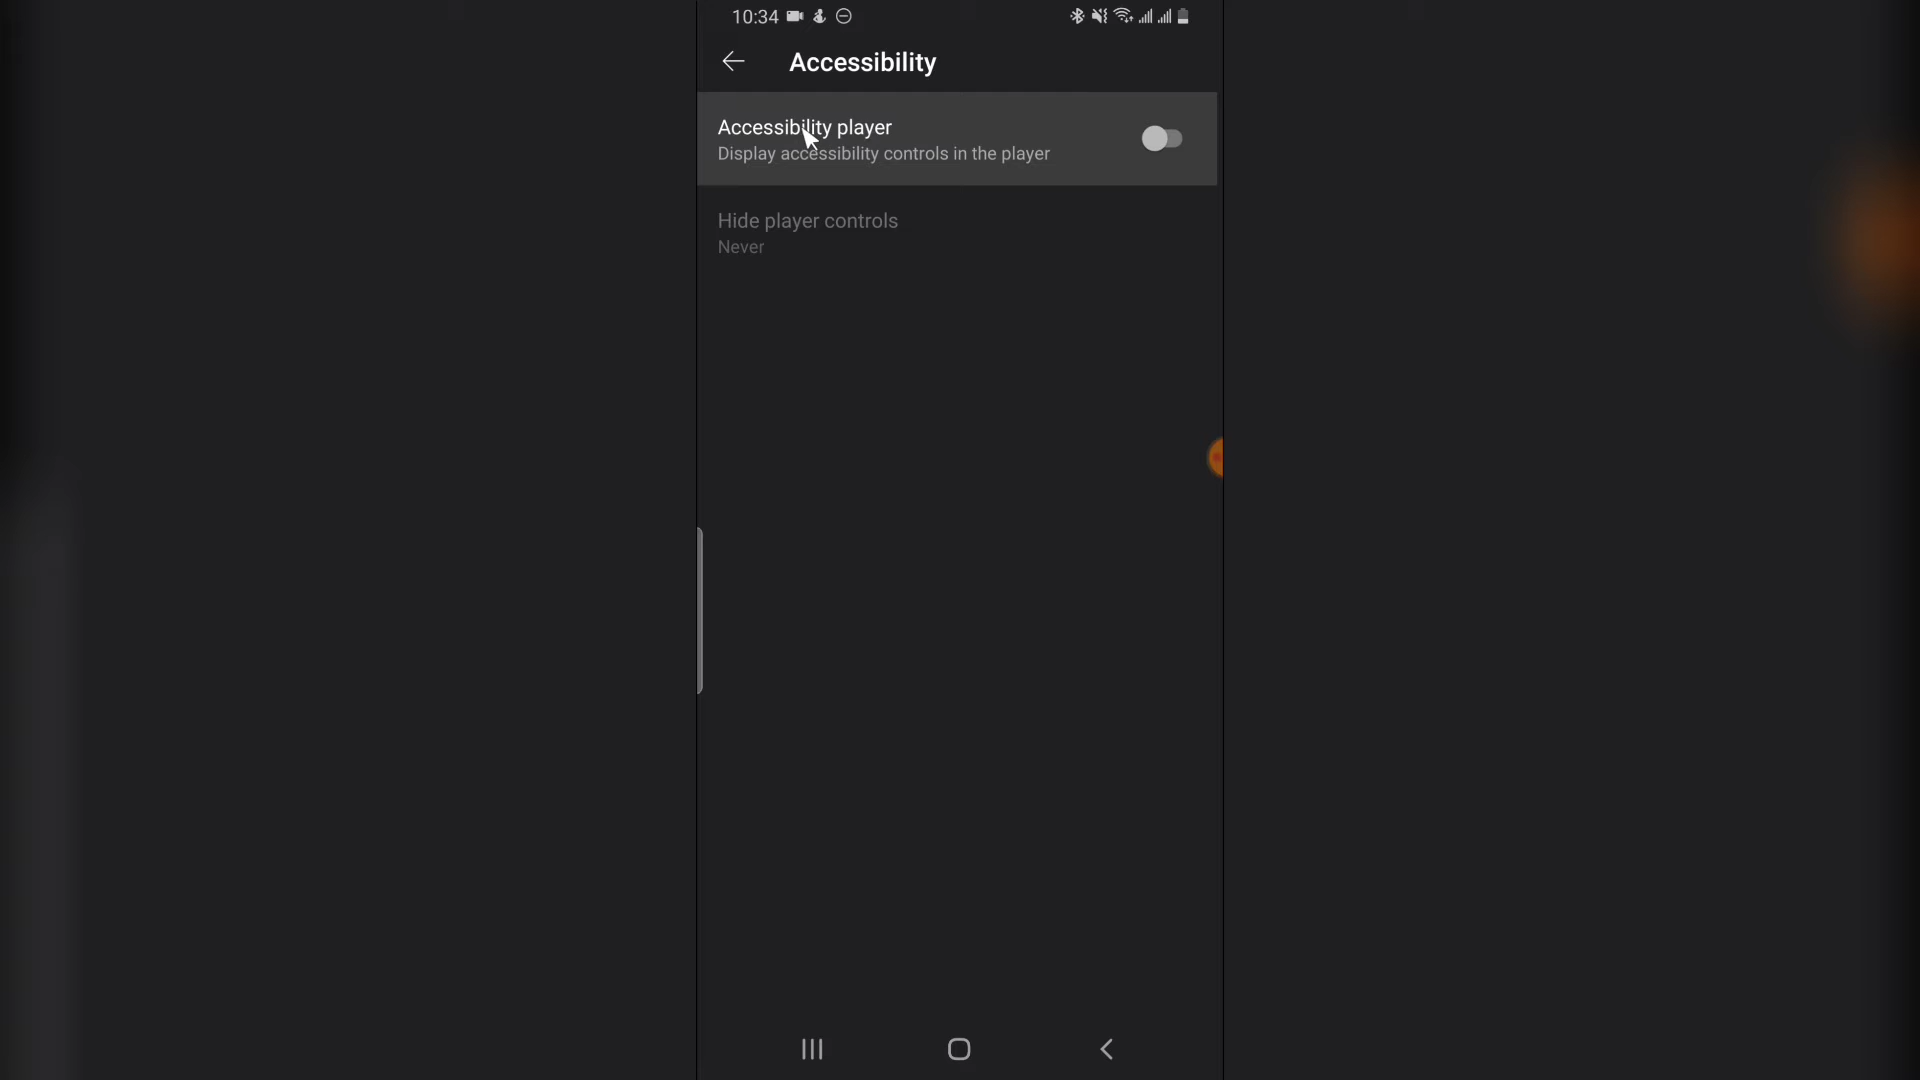 10:34
Accessibility
Accessibility player
Display accessibility controls in the player
Hide player controls
Never